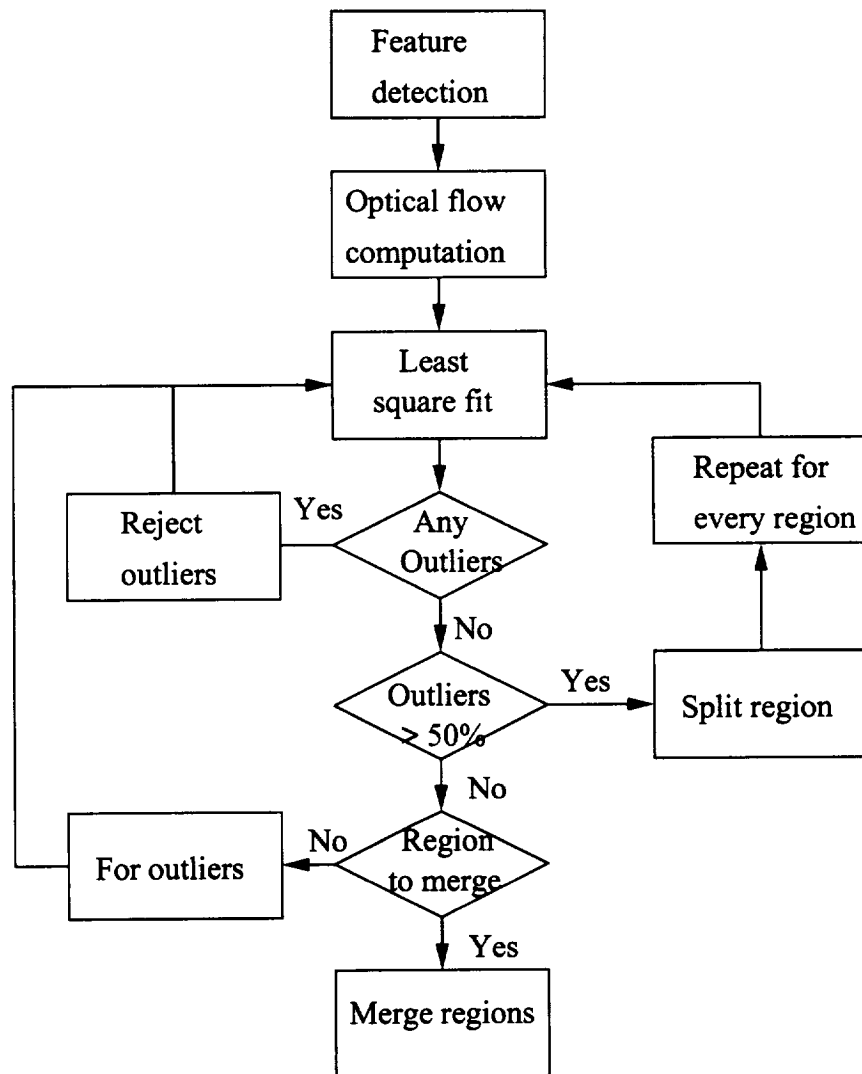 Feature
detection
Optical flow
computation
Least
square fit
Repeat for
every region
Yes
Any
Outliers
Reject
outliers
No
Outliers
> 50%
Yes
Split region
No
Region
to merge
No
For outliers
Yes
Merge regions